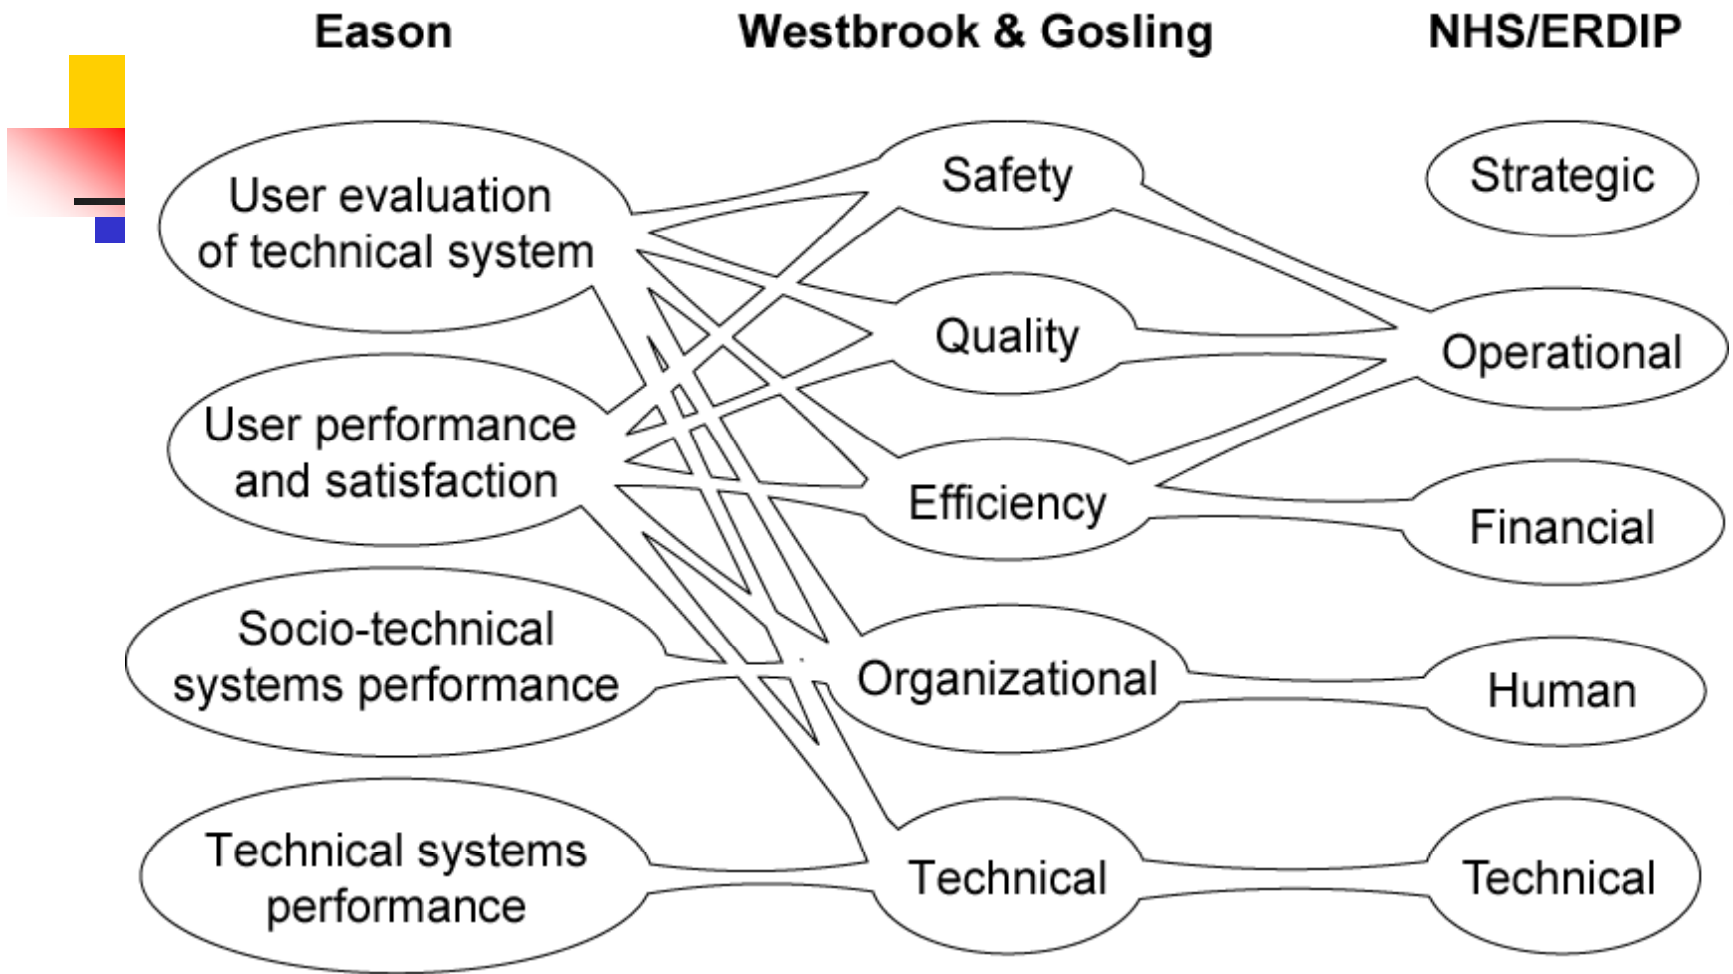 Eason
Westbrook & Gosling
NHS/ERDIP
User evaluation
of technical system
User performance
and satisfaction
Socio-technical
systems performance
Technical systems
performance
Safety
Quality
Efficiency
Organizational
Technical
Strategic
Operational
Financial
Human
Technical